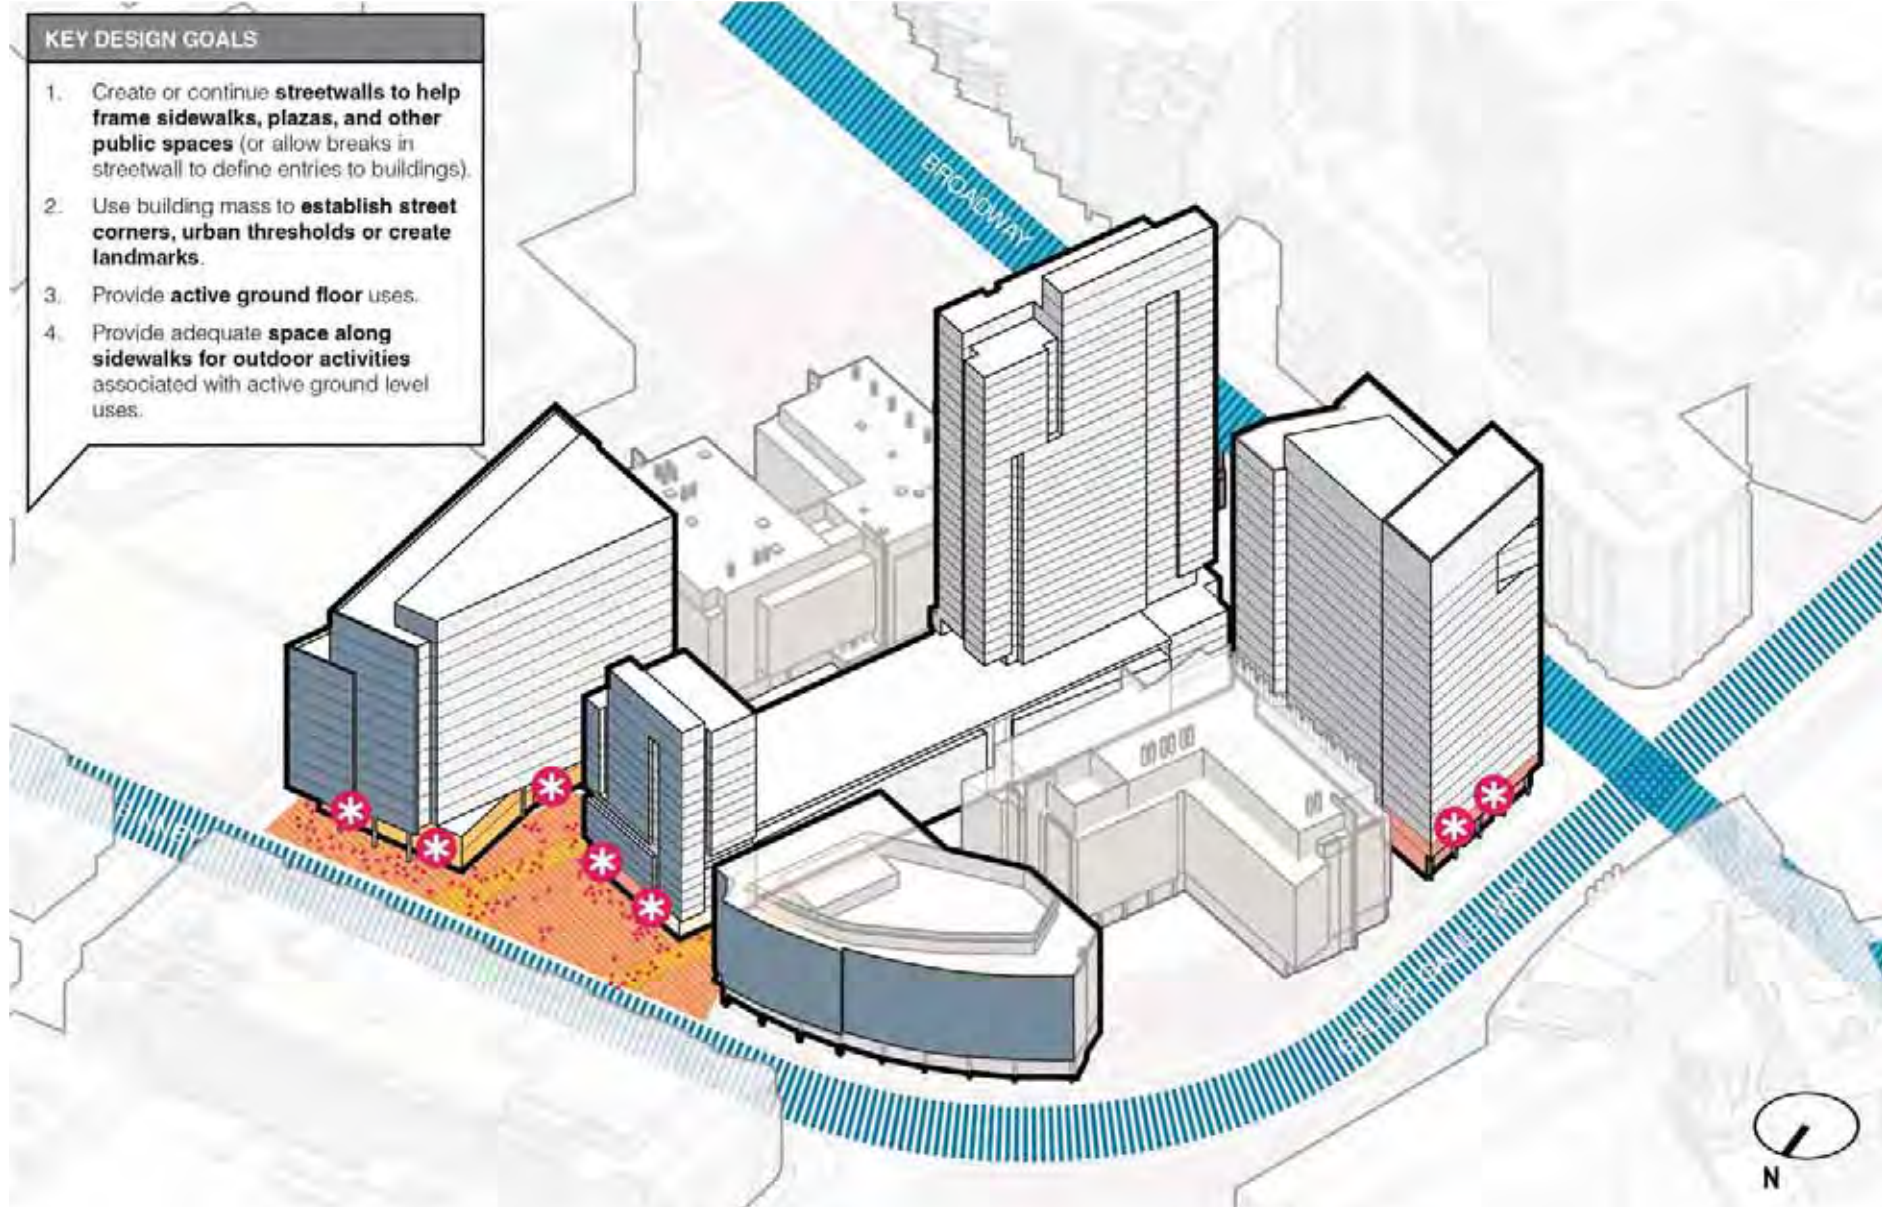 KEY DESIGN GOALS
1. Create or continue streetwalls to help
frame sidewalks, plazas, and other
public spaces (or allow breaks in
streetwall to define entries to buildings).
2. Use building mass to establish street
corners, urban thresholds or create
landmarks.
3. Provide active ground floor uses.
4. Provide adequate space along
sidewalks for outdoor activities
associated with active ground level
uses.
BROADWAY
BINNEY
N